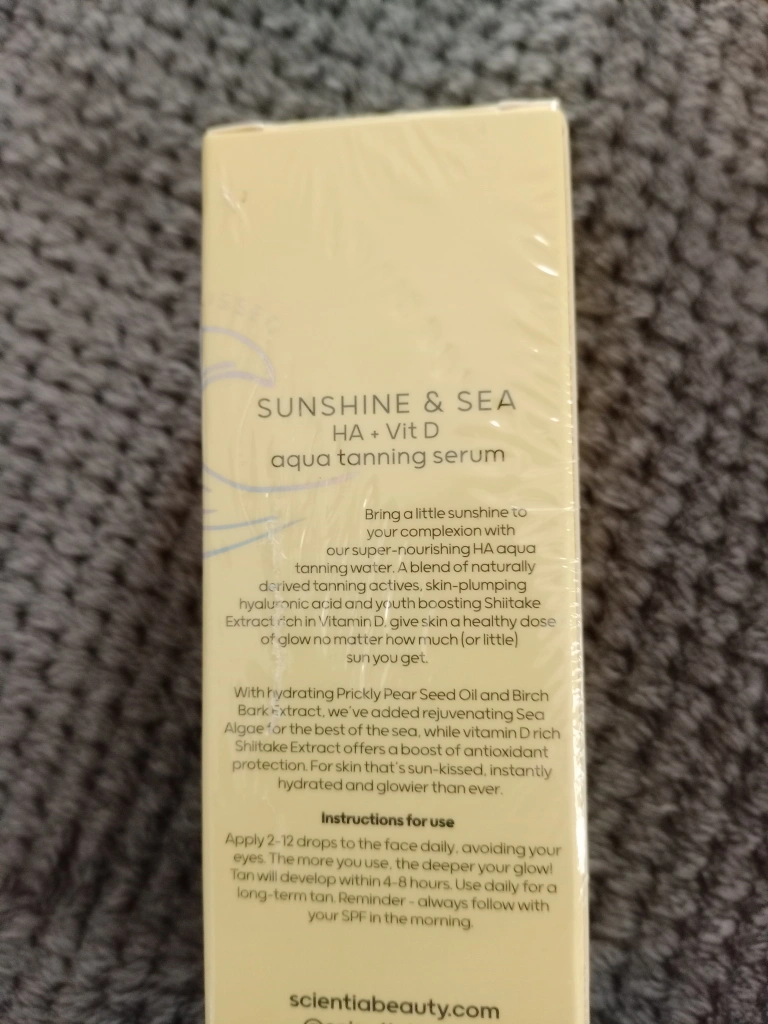 SUNSHINE & SEA
HA + Vit D
aqua tanning serum
Bring a little sunshine to
your complexion with
our super-nourishing HA aqua
tanning water. A blend of naturally
derived tanning actives, skin-plumping
hyaluronic acid and youth boosting Shiitake
Extract rich in Vitamin D, give skin a healthy dose
of glow no matter how much (or little)
sun you get.
With hydrating Prickly Pear Seed Oil and Birch
Bark Extract, we've added rejuvenating Sea
Algae for the best of the sea, while vitamin D rich
Shiitake Extract offers a boost of antioxidant
protection. For skin that's sun-kissed, instantly
hydrated and glowier than ever.
Instructions for use
Apply 2-12 drops to the face daily, avoiding your
eyes. The more you use, the deeper your glow!
Tan will develop within 4-8 hours. Use daily for a
long-term tan. Reminder - always follow with
your SPF in the morning.
scientiabeauty.com